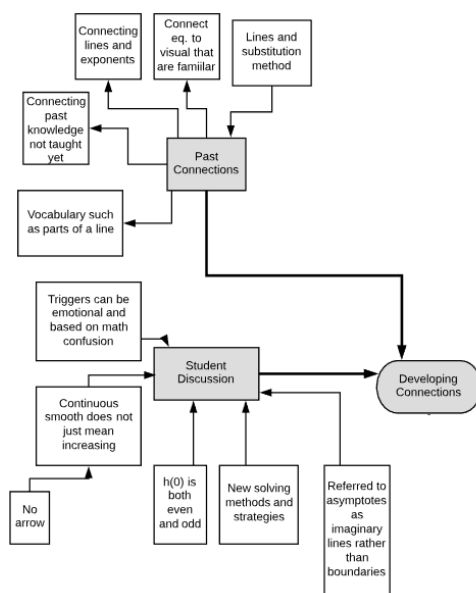 Connecting
lines and
exponents
Connect
eq. to
visual that
are famiilar
Lines and
substitution
method
Connecting
past
knowledge
not taught
yet
Past
Connections
Vocabulary such
as parts of a line
Triggers can be
emotional and
based on math
confusion
Student
Discussion
Developing
Connections
Continuous
smooth does not
just mean
increasing
No
arrow
h(0) is
both
even
and odd
New solving
methods and
strategies
Referred to
asymptotes
as
imaginary
lines rather
than
boundaries